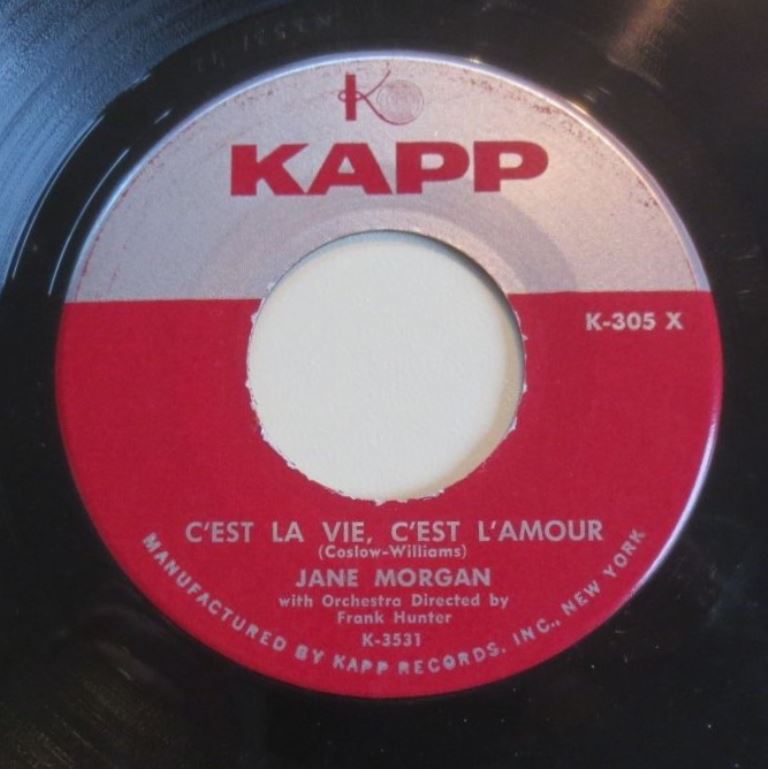 K
KAPP
K-305 X
C'EST LA VIE, C'EST L'AMOUR
(Coslow-Williams)
JANE MORGAN
with Orchestra Directed by
Frank Hunter
K-3531
MANUFACTURED BY KAPP RECORDS, INC., NEW YORK